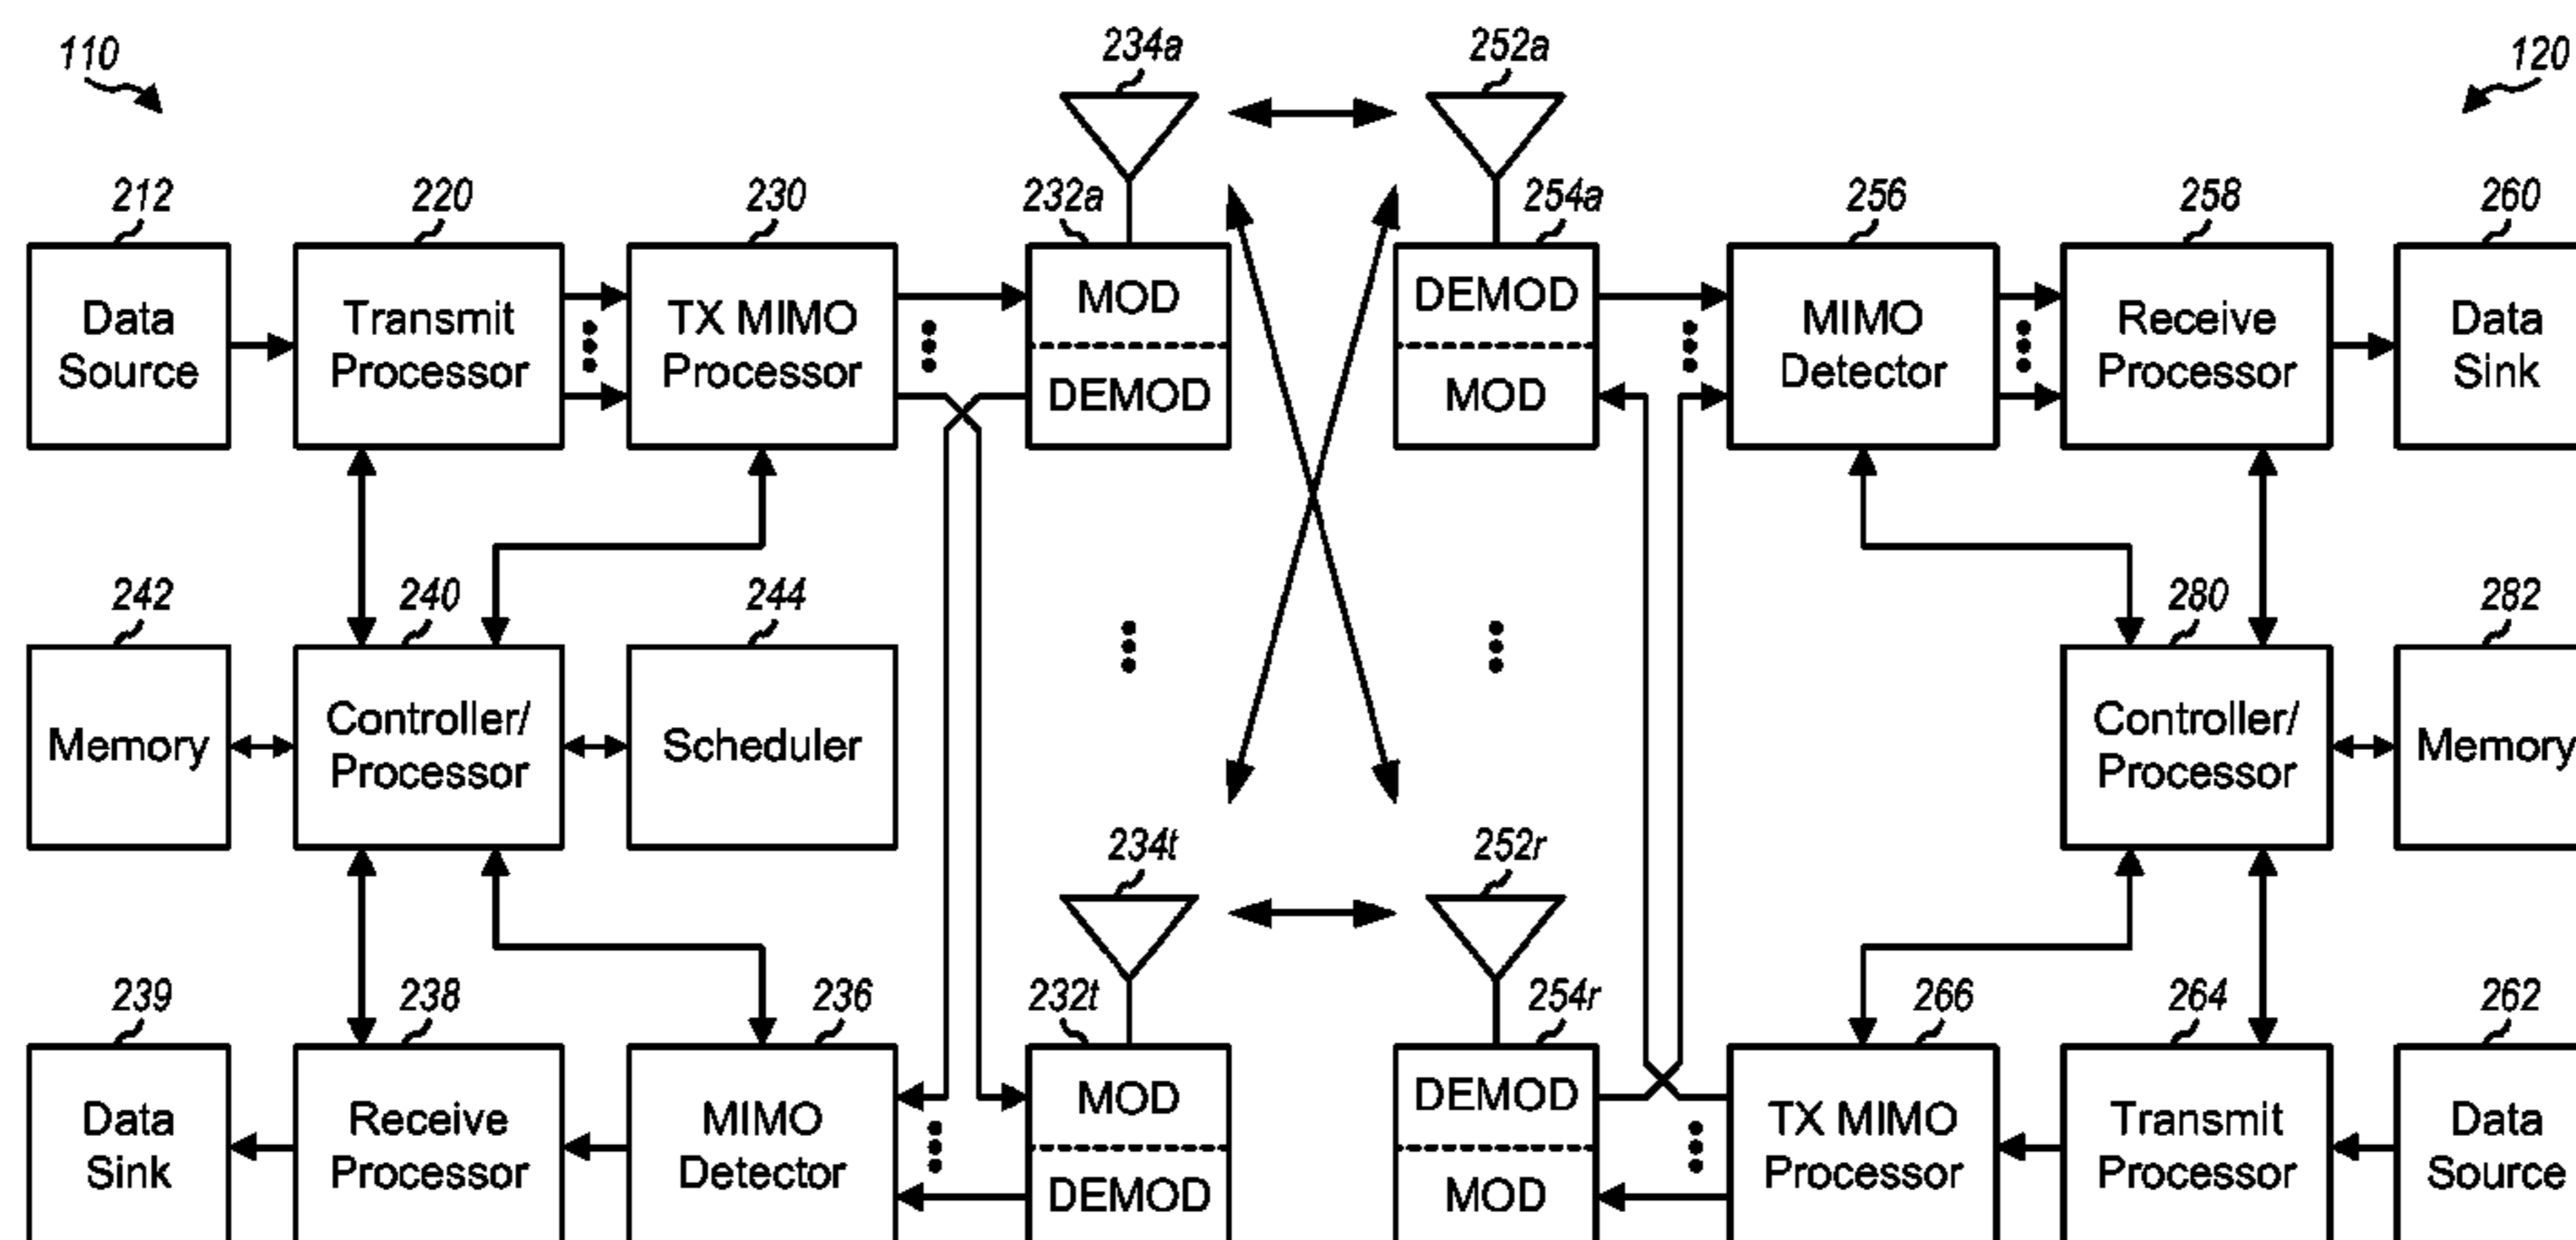 110
234a
252a
120
212
220
230
232a
254a
256
258
260
Data
Source
Transmit
Processor
TX MIMO
Processor
MOD
DEMOD
DEMOD
MOD
MIMO
Detector
Receive
Processor
Data
Sink
242
240
244
280
282
Memory
Controller/
Processor
Scheduler
Controller/
Processor
Memory
234t
252r
239
238
236
232t
254r
266
264
262
Data
Sink
Receive
Processor
MIMO
Detector
MOD
DEMOD
DEMOD
MOD
TX MIMO
Processor
Transmit
Processor
Data
Source